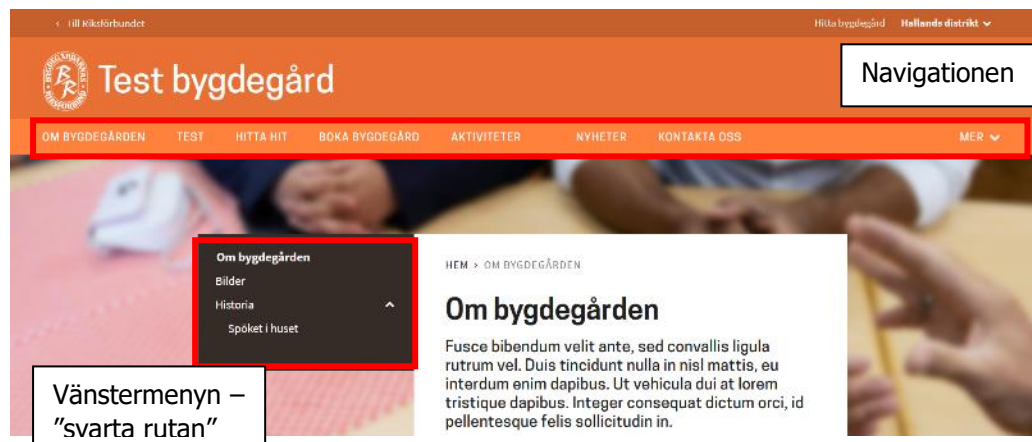 ‹ Till Riksförbundet
Hitta bygdegård Hallands distrikt
Test bygdegård
Navigationen
OM BYGDEGÅRDEN TEST HITTA HIT BOKA BYGDEGÅRD AKTIVITETER NYHETER KONTAKTA OSS MER
Om bygdegården
Bilder
Historia
Spöket i huset
HEM › OM BYGDEGÅRDEN
Om bygdegården
Fusce bibendum velit ante, sed convallis ligula
rutrum vel. Duis tincidunt nulla in nisl mattis, eu
interdum enim dapibus. Ut vehicula dui at lorem
tristique dapibus. Integer consequat dictum orci, id
pellentesque felis sollicitudin in.
Vänstermenyn –
”svarta rutan”